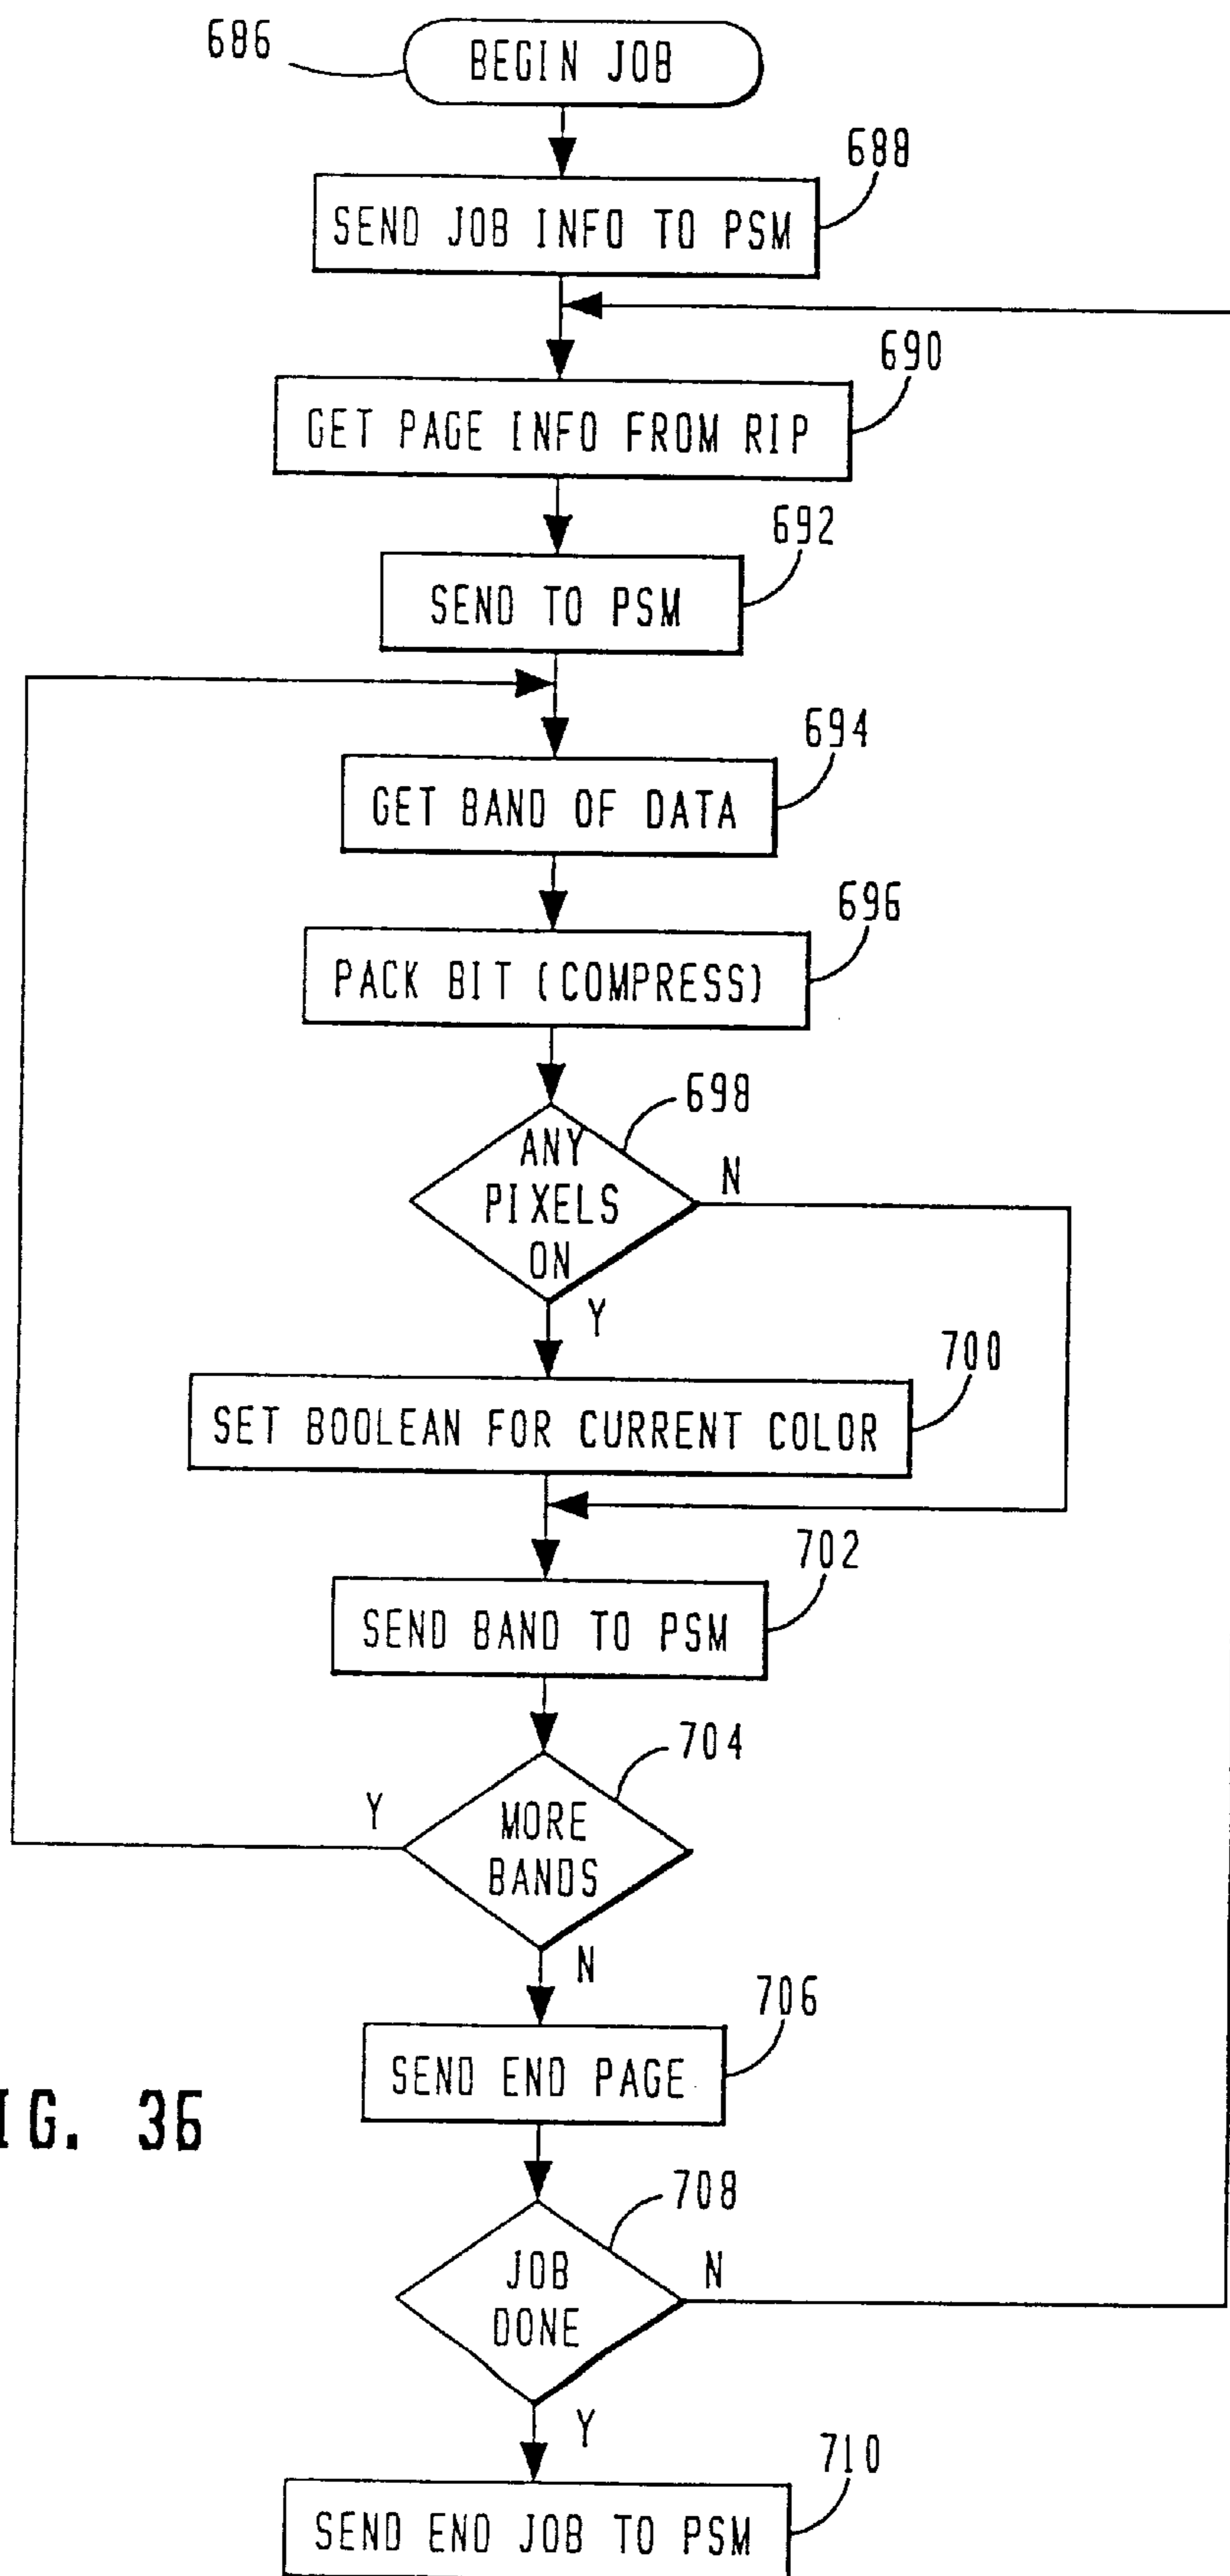 686
BEGIN JOB
688
SEND JOB INFO TO PSM
690
GET PAGE INFO FROM RIP
692
SEND TO PSM
694
GET BAND OF DATA
696
PACK BIT (COMPRESS)
698
ANY
PIXELS
ON
N
Y
700
SET BOOLEAN FOR CURRENT COLOR
702
SEND BAND TO PSM
704
MORE
BANDS
Y
N
706
SEND END PAGE
IG. 36
708
JOB
DONE
N
Y
710
SEND END JOB TO PSM